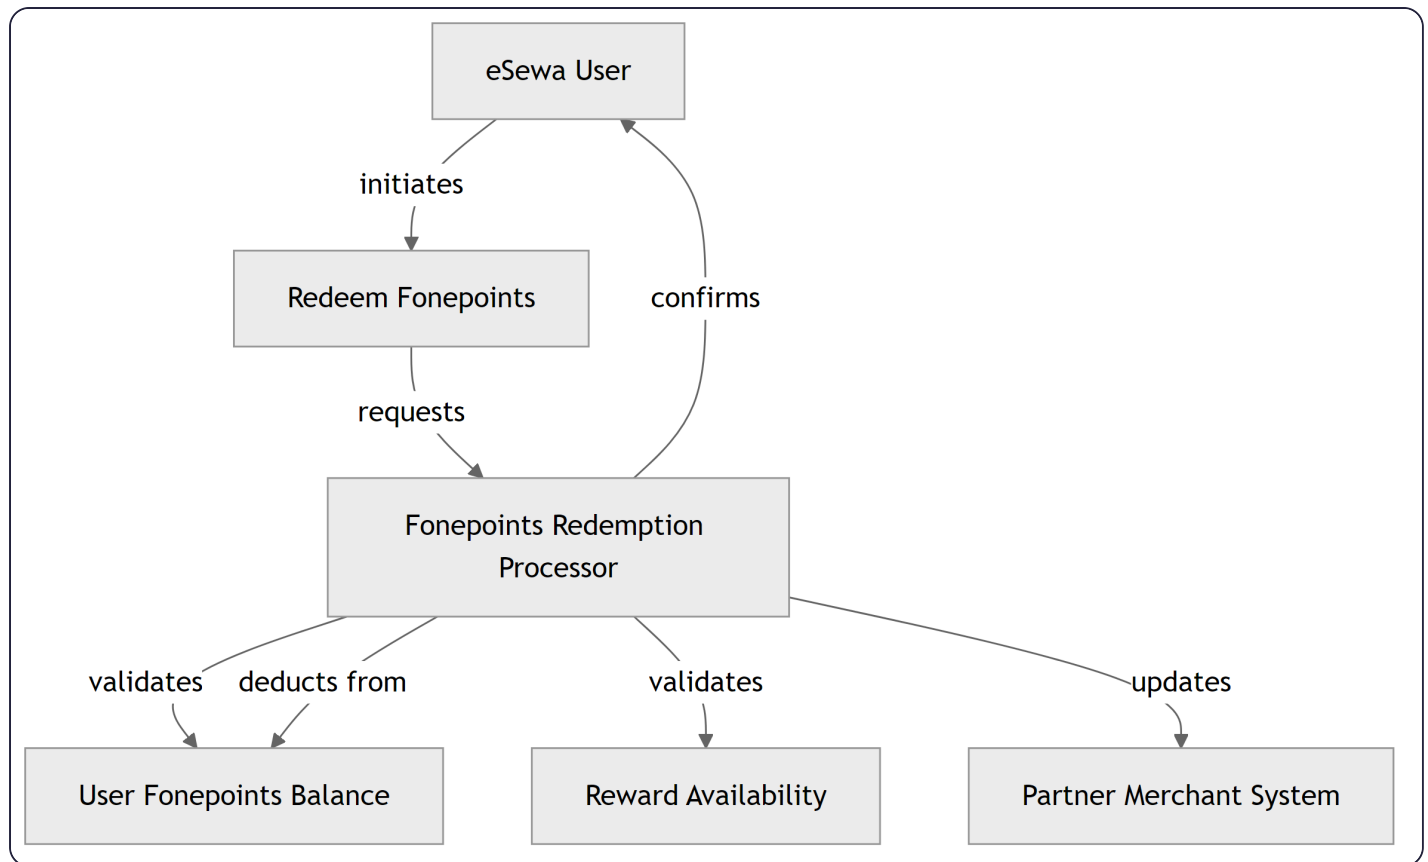 eSewa User
initiates
Redeem Fonepoints
confirms
requests
Fonepoints Redemption
Processor
validates
deducts from
validates
updates
User Fonepoints Balance
Reward Availability
Partner Merchant System